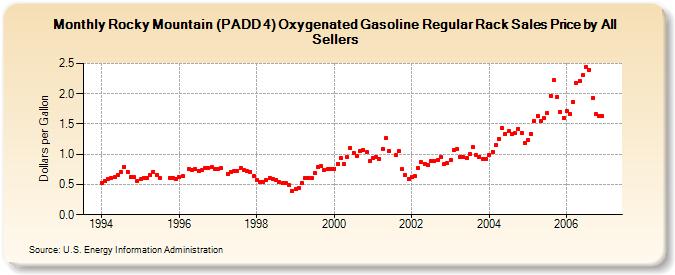 Monthly Rocky Mountain (PADD 4) Oxygenated Gasoline Regular Rack Sales Price by All
Sellers
Dollars per Gallon
2.5
2.0
1.5
1.0
0.5
0.0
1994 1996 1998 2000 2002 2004 2006
Source: U.S. Energy Information Administration